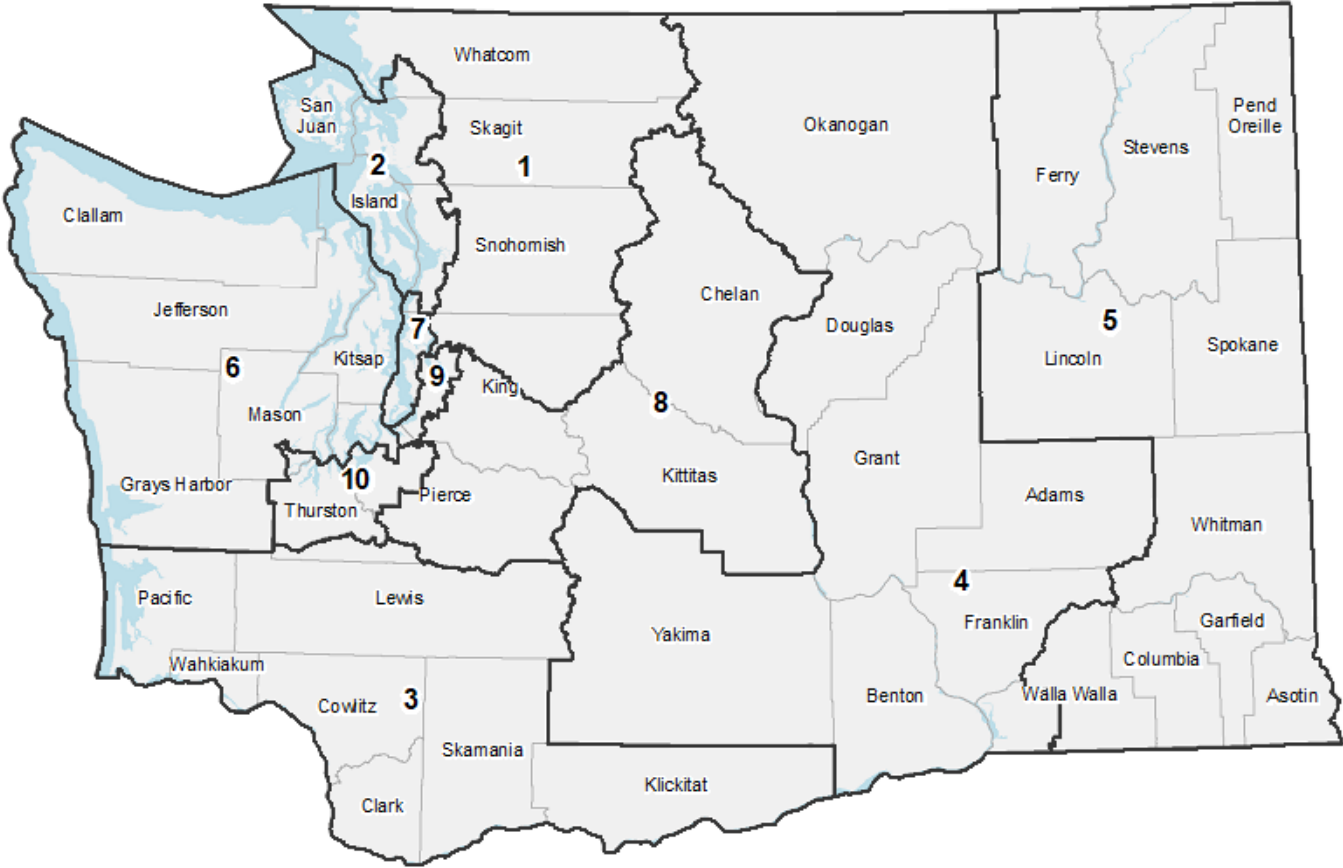 Whatcom
San
Juan
Skagit
Okanogan
Pend
Oreille
Stevens
2
1
Ferry
Island
Clallam
Snohomish
Chelan
Jefferson
7
Douglas
5
Spokane
Lincoln
6
Kitsap
9
King
8
Mason
Grant
Kittitas
10
Grays Harbor
Pierce
Adams
Thurston
Whitman
4
Pacific
Lewis
Franklin
Garfield
Yakima
Wahkiakum
Columbia
3
Cowlitz
Benton
Walla Walla
Asotin
Skamania
Klickitat
Clark